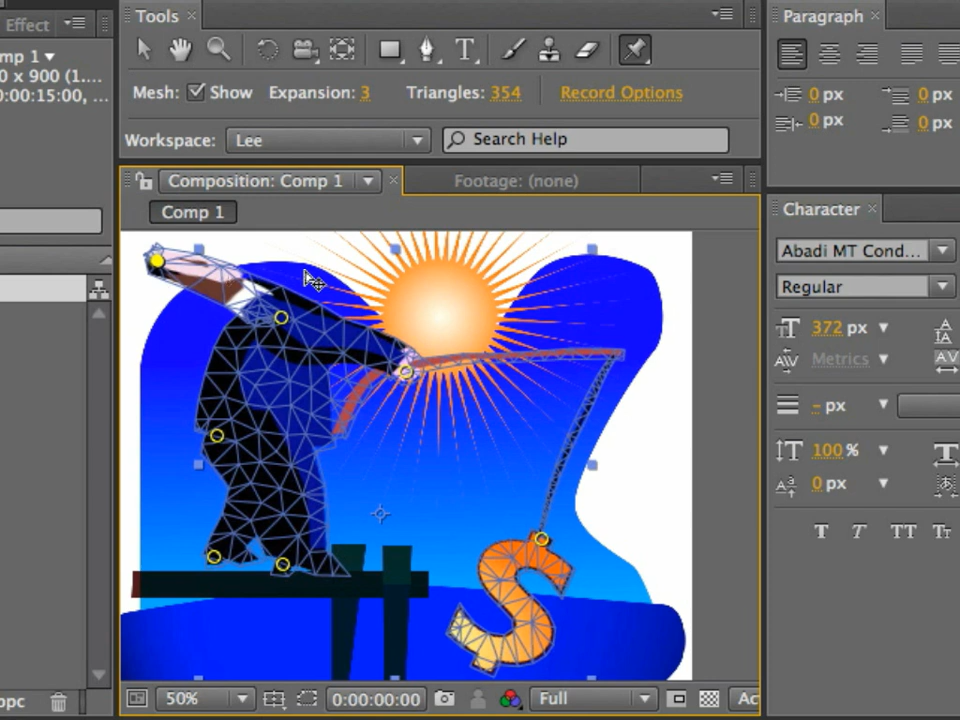 Effect
mp 1
0 x 900 (1....
0:00:15:00, ...
ppc
Tools
Mesh: Show Expansion: 3 Triangles: 354 Record Options
Workspace: Lee Search Help
Composition: Comp 1 Footage: (none)
Comp 1
50% 0:00:00:00 Full Ac
Paragraph
0 px 0 px
0 px 0 px
Character
Abadi MT Cond...
Regular
372 px
Metrics
- px
100 %
0 px
T T TT Tr